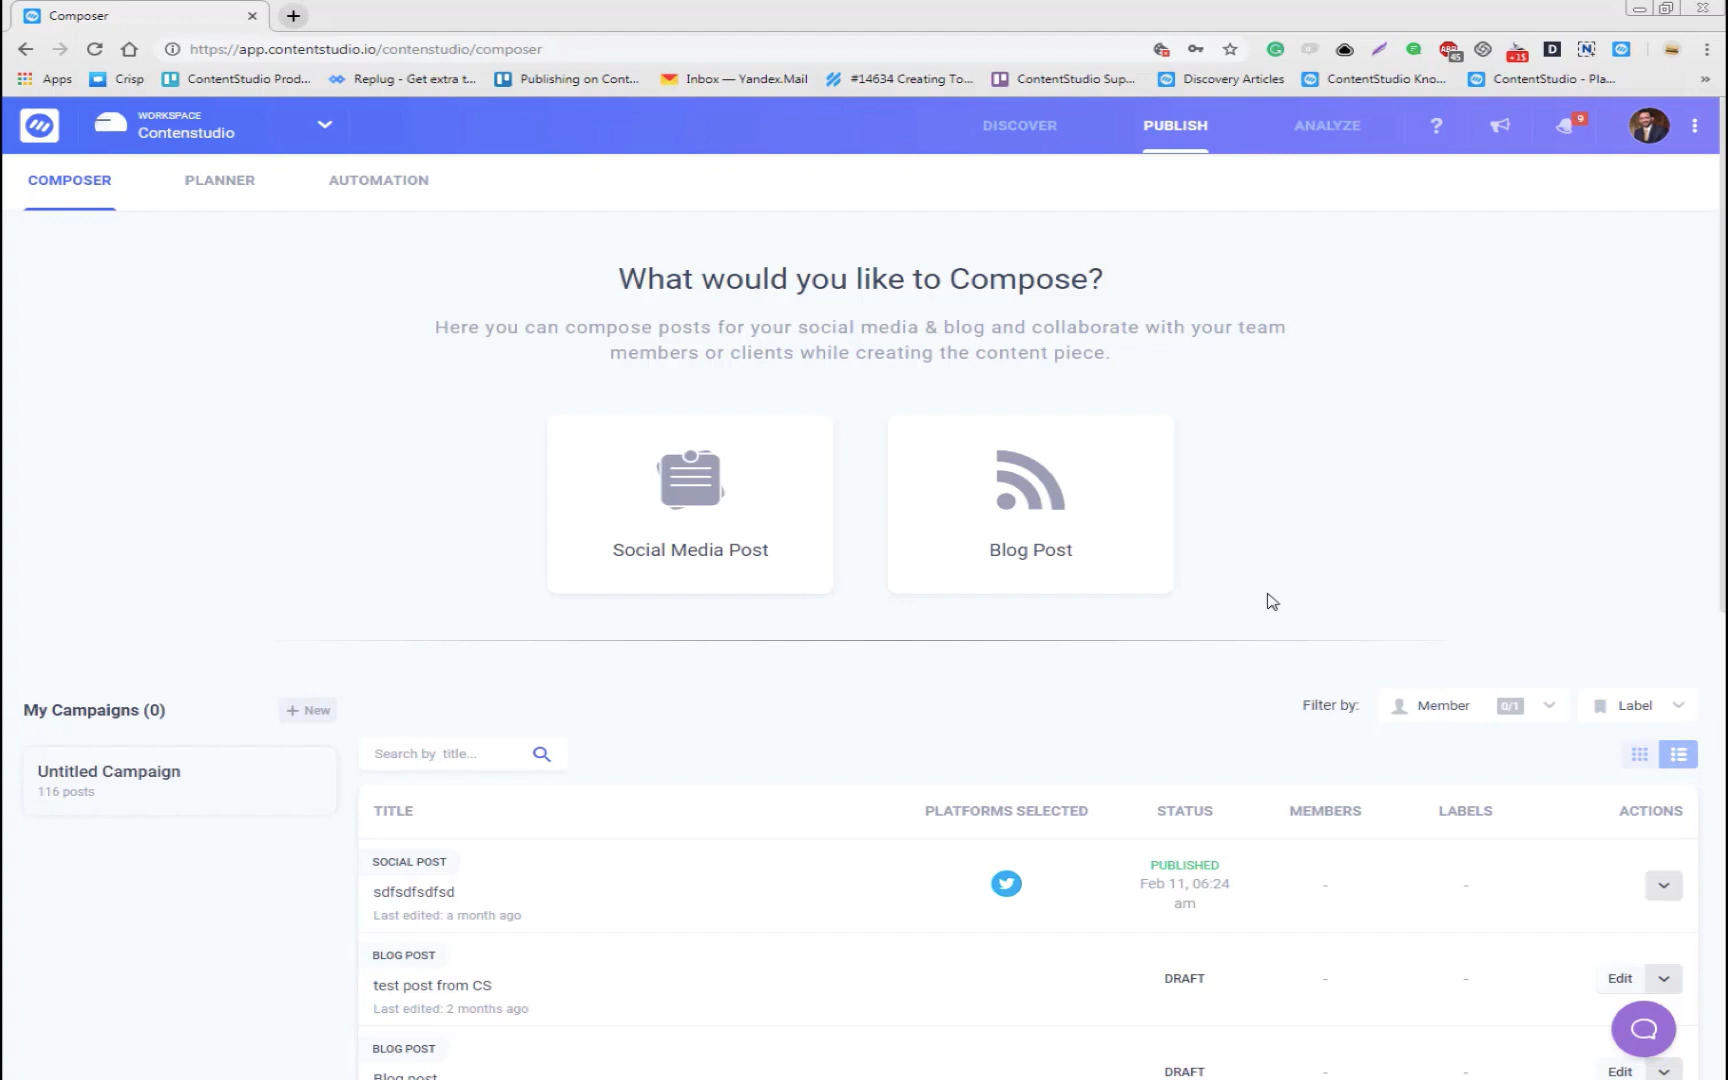 Composer
https://app.contentstudio.io/contenstudio/composer
ABP
45
+1$
D
N
Apps
Crisp
ContentStudio Prod...
Replug - Get extra t...
Publishing on Cont...
Inbox — Yandex.Mail
#14634 Creating To...
ContentStudio Sup...
Discovery Articles
ContentStudio Kno...
ContentStudio - Pla...
»
WORKSPACE
Contenstudio
DISCOVER
PUBLISH
ANALYZE
?
9
COMPOSER
PLANNER
AUTOMATION
What would you like to Compose?
Here you can compose posts for your social media & blog and collaborate with your team
members or clients while creating the content piece.
Social Media Post
Blog Post
My Campaigns (0)
+ New
Filter by:
Member
0/1
Label
Untitled Campaign
116 posts
Search by title...
TITLE
PLATFORMS SELECTED
STATUS
MEMBERS
LABELS
ACTIONS
SOCIAL POST
sdfsdfsdfsd
Last edited: a month ago
PUBLISHED
Feb 11, 06:24
am
-
-
BLOG POST
test post from CS
Last edited: 2 months ago
DRAFT
-
-
Edit
BLOG POST
Blog post
DRAFT
-
-
Edit